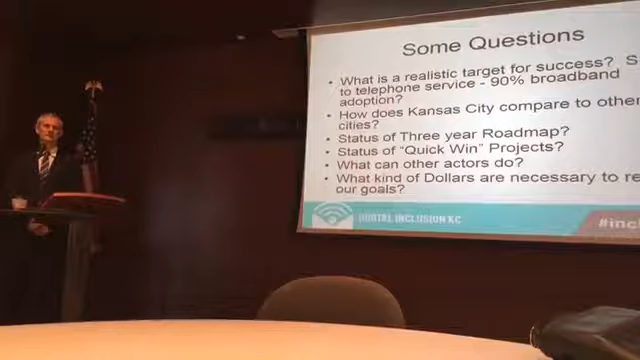 Some Questions
• What is a realistic target for success? S
to telephone service - 90% broadband
adoption?
• How does Kansas City compare to other
cities?
• Status of Three year Roadmap?
• Status of "Quick Win" Projects?
• What can other actors do?
• What kind of Dollars are necessary to re
our goals?
DIGITAL INCLUSION KC
#incl